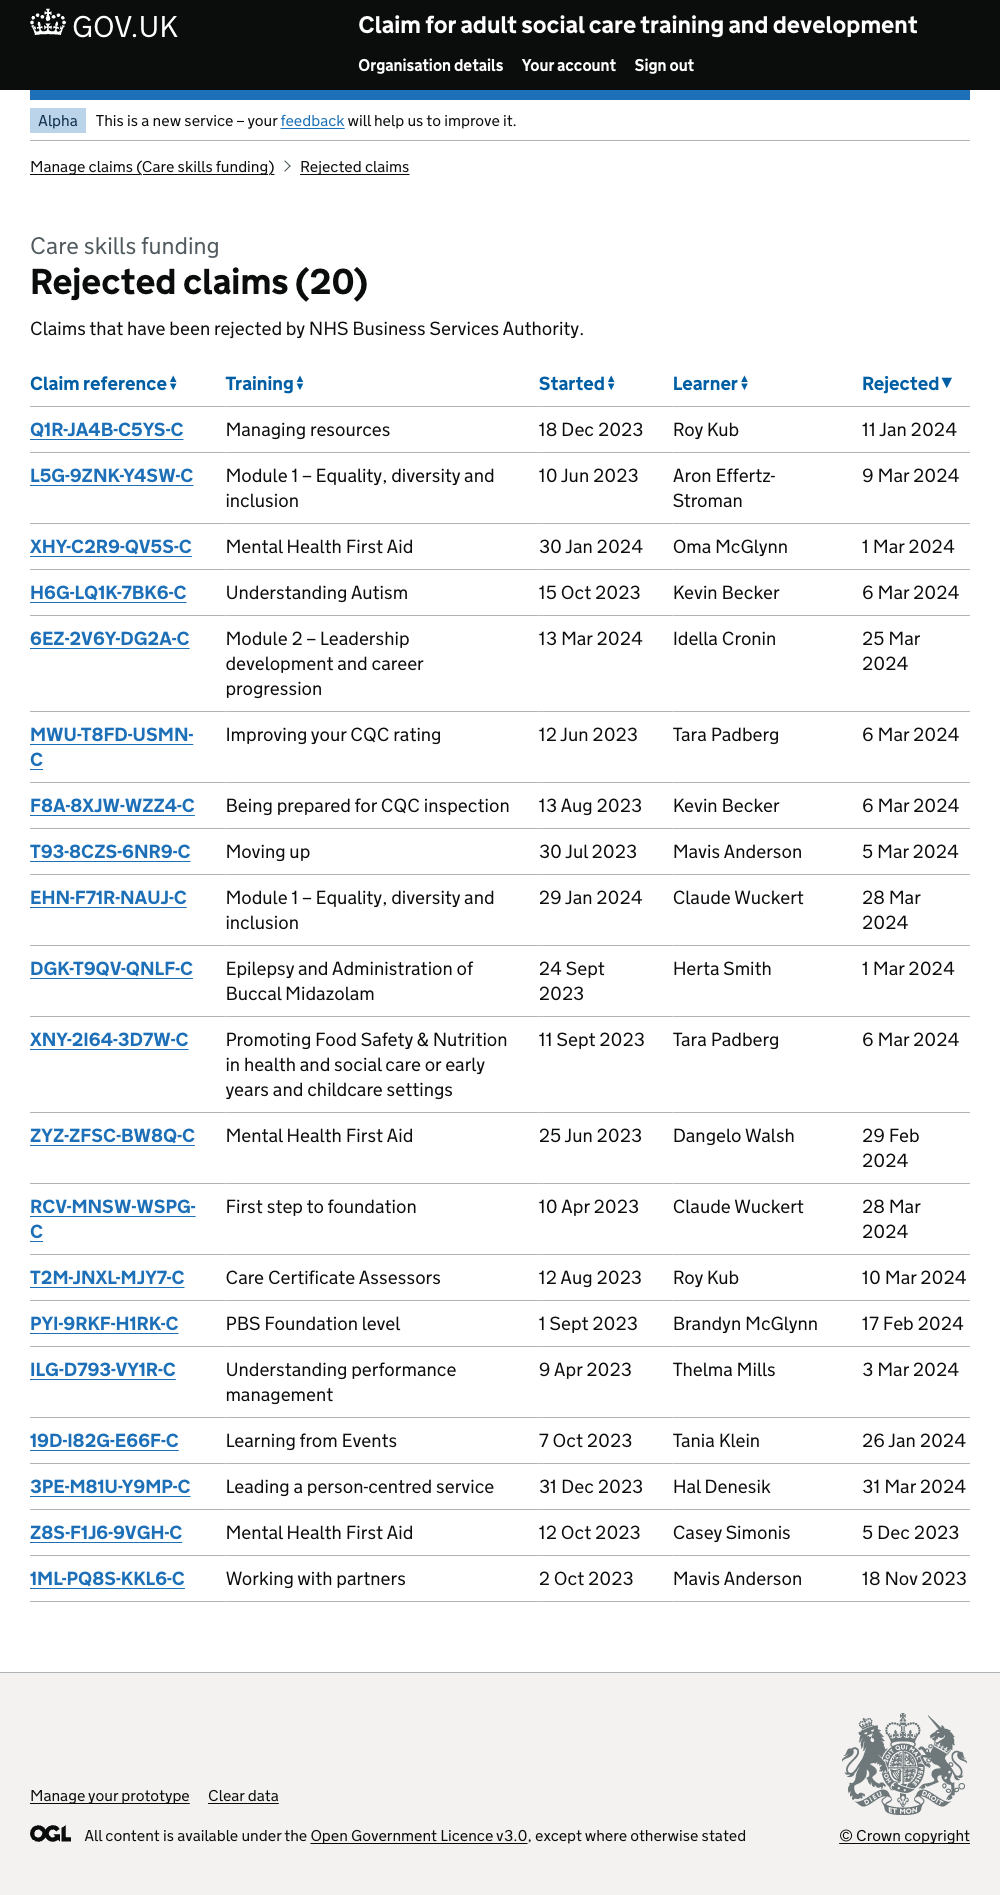 GOV.UK
Claim for adult social care training and development
Organisation details Your account Sign out
Alpha This is a new service – your feedback will help us to improve it.
Manage claims (Care skills funding) > Rejected claims
Care skills funding
Rejected claims (20)
Claims that have been rejected by NHS Business Services Authority.
Claim reference Training Started Learner Rejected
Q1R-JA4B-C5YS-C Managing resources 18 Dec 2023 Roy Kub 11 Jan 2024
L5G-9ZNK-Y4SW-C Module 1 – Equality, diversity and 10 Jun 2023 Aron Effertz- 9 Mar 2024
inclusion Stroman
XHY-C2R9-QV5S-C Mental Health First Aid 30 Jan 2024 Oma McGlynn 1 Mar 2024
H6G-LQ1K-7BK6-C Understanding Autism 15 Oct 2023 Kevin Becker 6 Mar 2024
6EZ-2V6Y-DG2A-C Module 2 – Leadership 13 Mar 2024 Idella Cronin 25 Mar
development and career 2024
progression
MWU-T8FD-USMN- Improving your CQC rating 12 Jun 2023 Tara Padberg 6 Mar 2024
C
F8A-8XJW-WZZ4-C Being prepared for CQC inspection 13 Aug 2023 Kevin Becker 6 Mar 2024
T93-8CZS-6NR9-C Moving up 30 Jul 2023 Mavis Anderson 5 Mar 2024
EHN-F71R-NAUJ-C Module 1 – Equality, diversity and 29 Jan 2024 Claude Wuckert 28 Mar
inclusion 2024
DGK-T9QV-QNLF-C Epilepsy and Administration of 24 Sept Herta Smith 1 Mar 2024
Buccal Midazolam 2023
XNY-2I64-3D7W-C Promoting Food Safety & Nutrition 11 Sept 2023 Tara Padberg 6 Mar 2024
in health and social care or early
years and childcare settings
ZYZ-ZFSC-BW8Q-C Mental Health First Aid 25 Jun 2023 Dangelo Walsh 29 Feb
2024
RCV-MNSW-WSPG- First step to foundation 10 Apr 2023 Claude Wuckert 28 Mar
C 2024
T2M-JNXL-MJY7-C Care Certificate Assessors 12 Aug 2023 Roy Kub 10 Mar 2024
PYI-9RKF-H1RK-C PBS Foundation level 1 Sept 2023 Brandyn McGlynn 17 Feb 2024
ILG-D793-VY1R-C Understanding performance 9 Apr 2023 Thelma Mills 3 Mar 2024
management
19D-I82G-E66F-C Learning from Events 7 Oct 2023 Tania Klein 26 Jan 2024
3PE-M81U-Y9MP-C Leading a person-centred service 31 Dec 2023 Hal Denesik 31 Mar 2024
Z8S-F1J6-9VGH-C Mental Health First Aid 12 Oct 2023 Casey Simonis 5 Dec 2023
1ML-PQ8S-KKL6-C Working with partners 2 Oct 2023 Mavis Anderson 18 Nov 2023
Manage your prototype Clear data
OGL All content is available under the Open Government Licence v3.0, except where otherwise stated
© Crown copyright